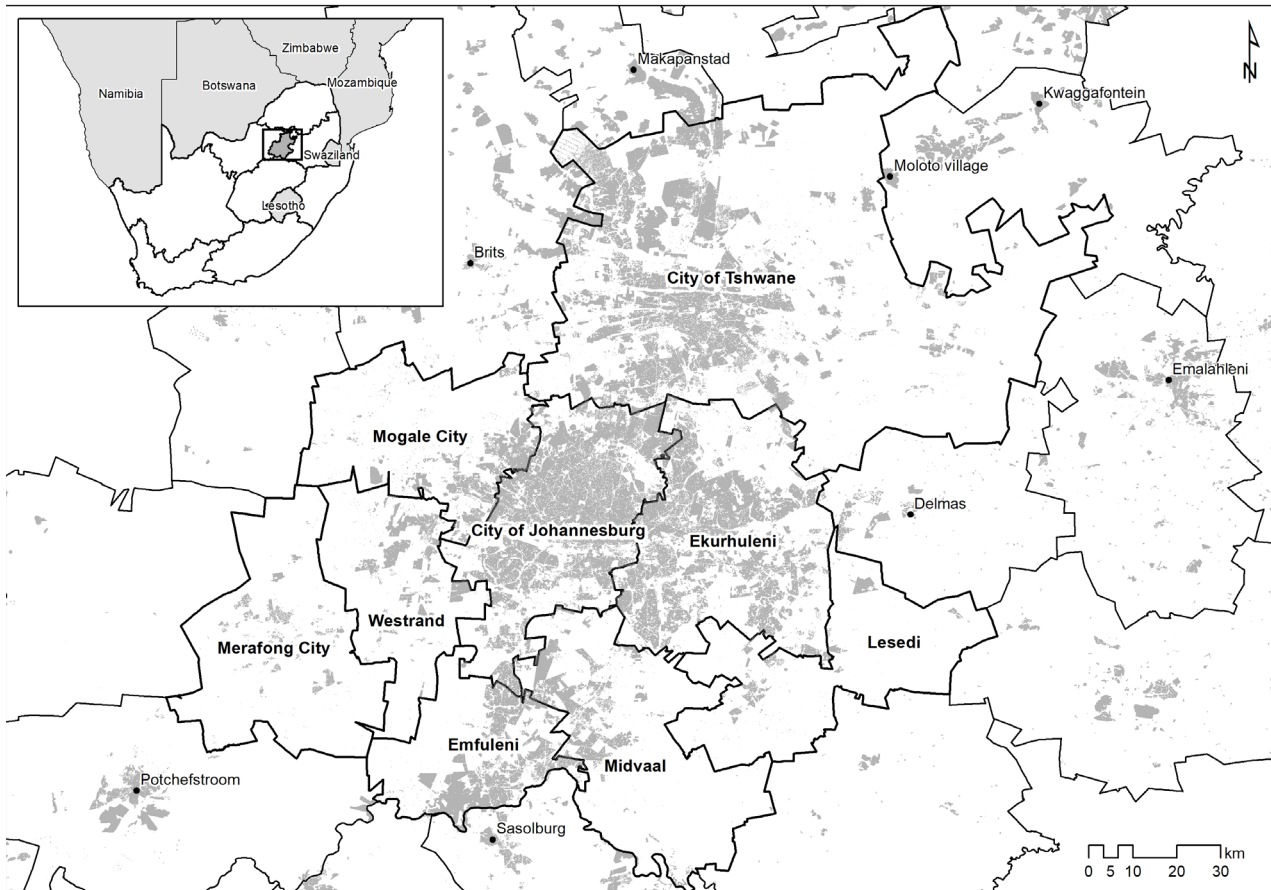 Zimbabwe
Botswana
Mozambique
Namibia
Swaziland
Lesotho
N
Makapanstad
Kwaggafontein
Moloto village
Brits
City of Tshwane
Emalahleni
Mogale City
Delmas
City of Johannesburg
Ekurhuleni
Westrand
Merafong City
Lesedi
Emfuleni
Midvaal
Potchefstroom
Sasolburg
km
0 5 10 20 30